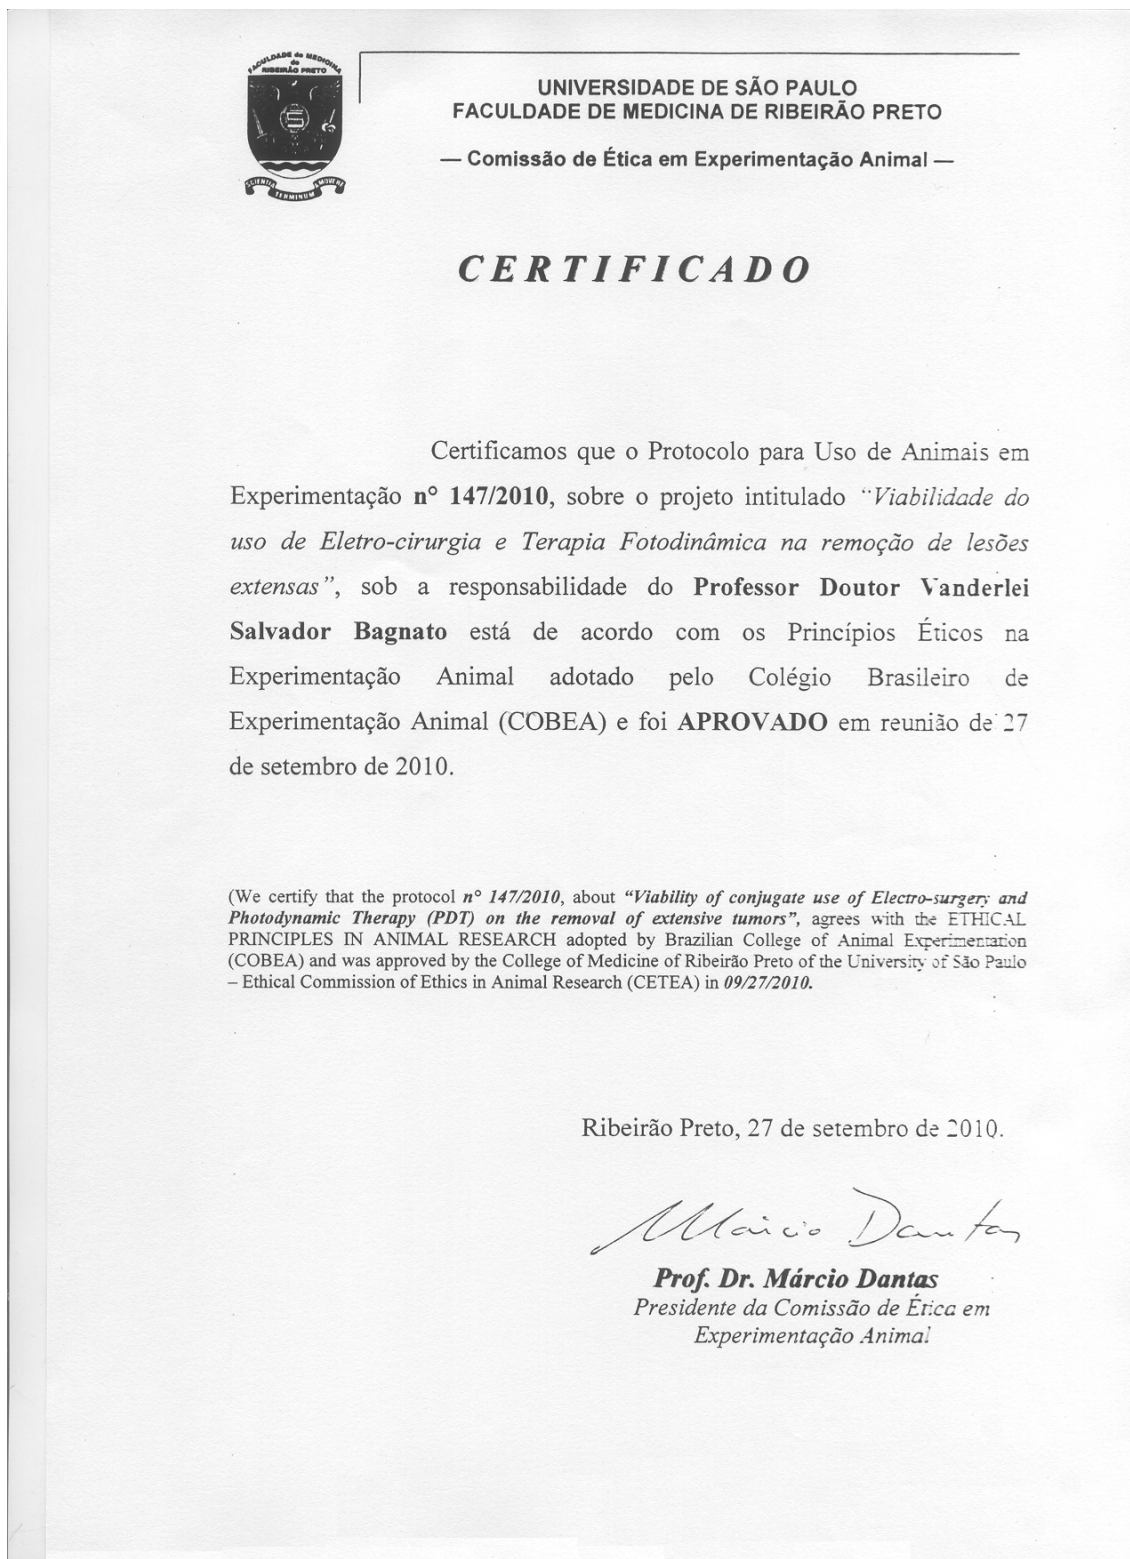 FACULDADE de MEDICINA
de
RIBEIRÃO PRETO
SCIENTIA TERMINUM AMOVERE
UNIVERSIDADE DE SÃO PAULO
FACULDADE DE MEDICINA DE RIBEIRÃO PRETO
— Comissão de Ética em Experimentação Animal —
CERTIFICADO
Certificamos que o Protocolo para Uso de Animais em
Experimentação n° 147/2010, sobre o projeto intitulado “Viabilidade do
uso de Eletro-cirurgia e Terapia Fotodinâmica na remoção de lesões
extensas”, sob a responsabilidade do Professor Doutor Vanderlei
Salvador Bagnato está de acordo com os Princípios Éticos na
Experimentação Animal adotado pelo Colégio Brasileiro de
Experimentação Animal (COBEA) e foi APROVADO em reunião de 27
de setembro de 2010.
(We certify that the protocol n° 147/2010, about “Viability of conjugate use of Electro-surgery and
Photodynamic Therapy (PDT) on the removal of extensive tumors”, agrees with the ETHICAL
PRINCIPLES IN ANIMAL RESEARCH adopted by Brazilian College of Animal Experimentation
(COBEA) and was approved by the College of Medicine of Ribeirão Preto of the University of São Paulo
– Ethical Commission of Ethics in Animal Research (CETEA) in 09/27/2010.
Ribeirão Preto, 27 de setembro de 2010.
Márcio Dantas
Prof. Dr. Márcio Dantas
Presidente da Comissão de Ética em
Experimentação Animal